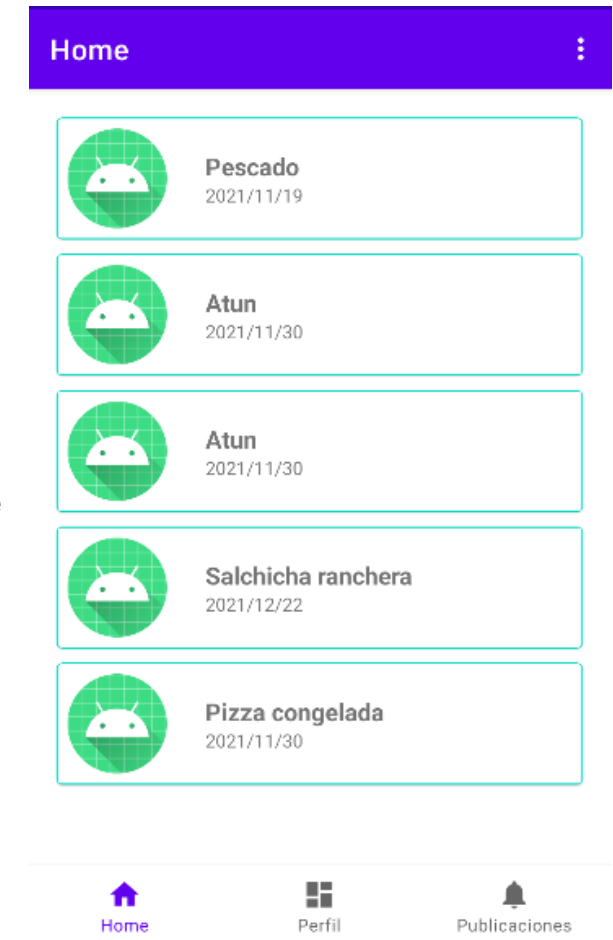 Home
Pescado
2021/11/19
Atun
2021/11/30
Atun
2021/11/30
Salchicha ranchera
2021/12/22
Pizza congelada
2021/11/30
Home
Perfil
Publicaciones